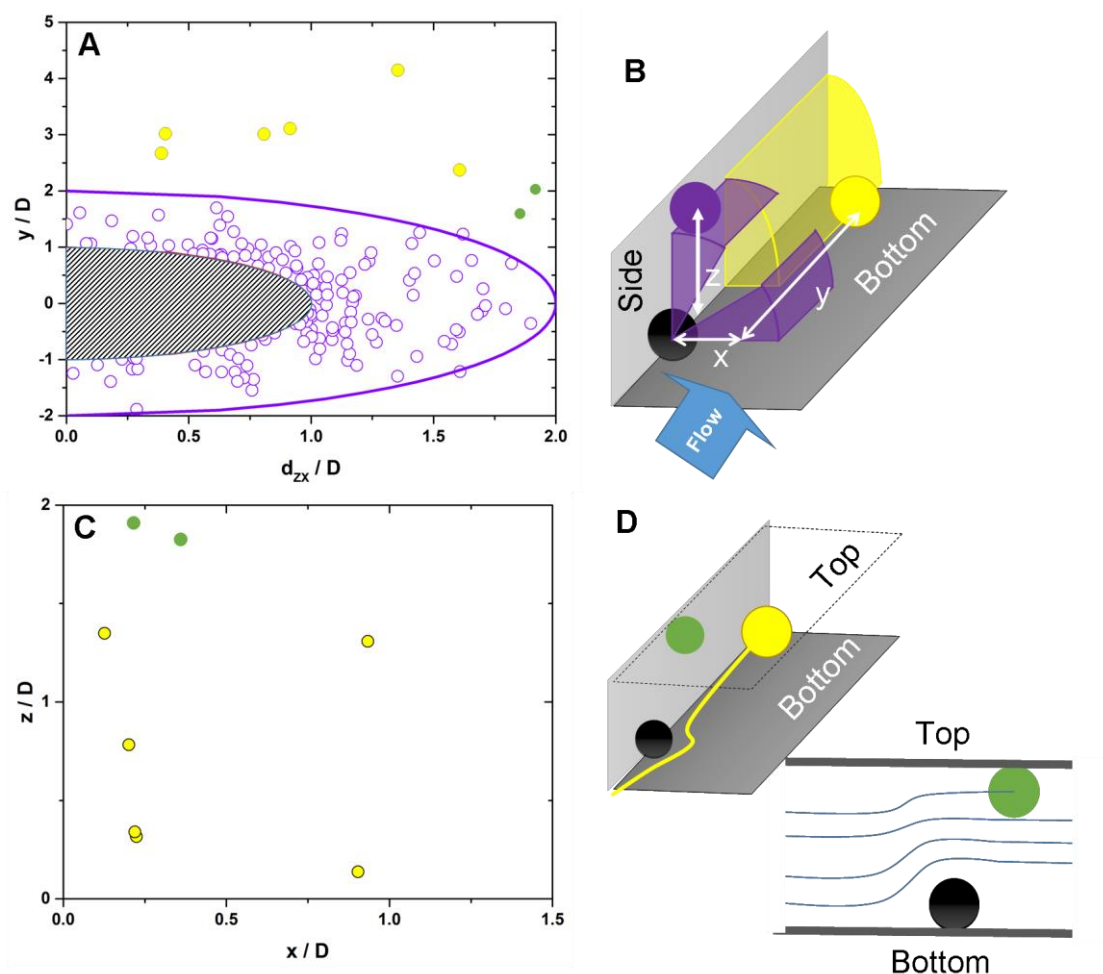 A
5
4
3
2
1
0
-1
-2
y / D
0.0 0.5 1.0 1.5 2.0
d_zx / D
B
Side
z
x
y
Bottom
Flow
C
2
1
0
z / D
0.0 0.5 1.0 1.5
x / D
D
Top
Bottom
Top
Bottom